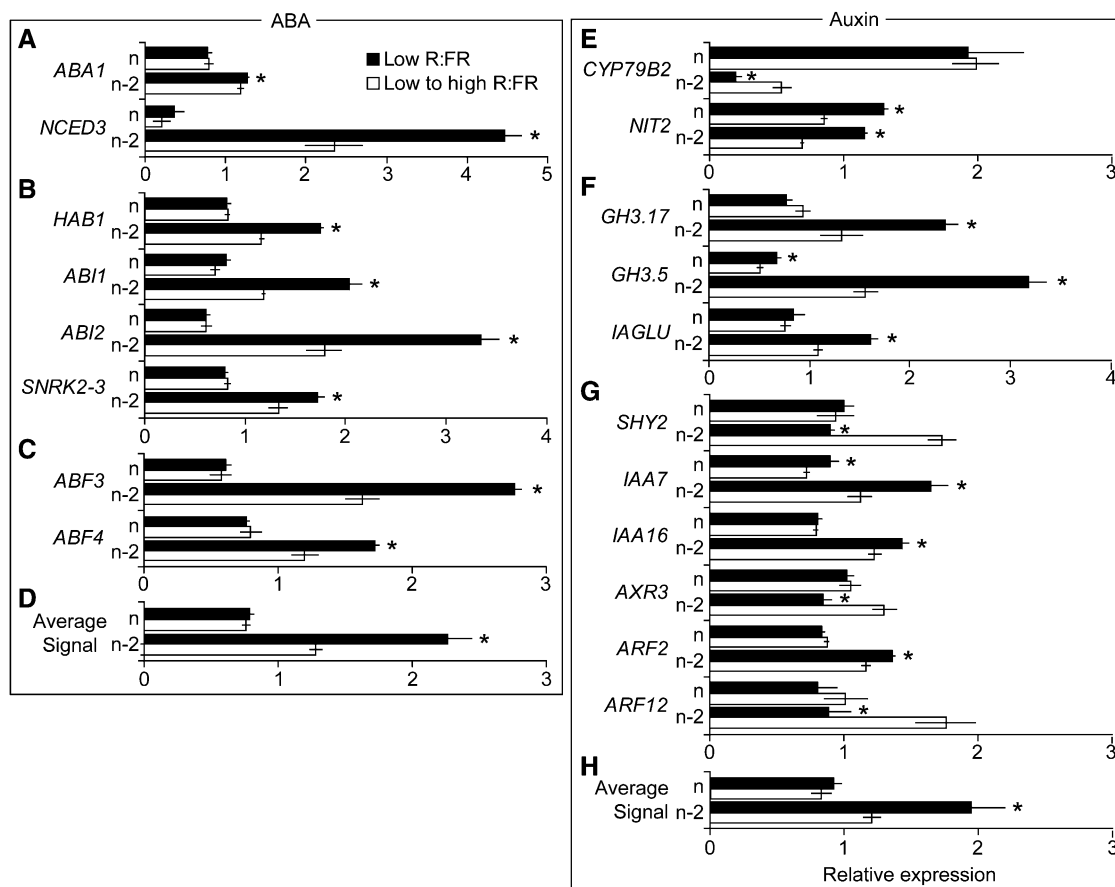 ABA
A
ABA1
n
n-2
*
Low R:FR
Low to high R:FR
NCED3
n
n-2
*
0 1 2 3 4 5
B
HAB1
n
n-2
*
ABI1
n
n-2
*
ABI2
n
n-2
*
SNRK2-3
n
n-2
*
0 1 2 3 4
C
ABF3
n
n-2
*
ABF4
n
n-2
*
0 1 2 3
D
Average
Signal
n
n-2
*
0 1 2 3
Auxin
E
CYP79B2
n
n-2
*
NIT2
n
*
n-2
*
0 1 2 3
F
GH3.17
n
n-2
*
GH3.5
n
*
n-2
*
IAGLU
n
n-2
*
0 1 2 3 4
G
SHY2
n
n-2
*
IAA7
n
*
n-2
*
IAA16
n
n-2
*
AXR3
n
n-2
*
ARF2
n
n-2
*
ARF12
n
n-2
*
0 1 2 3
H
Average
Signal
n
n-2
*
0 1 2 3
Relative expression